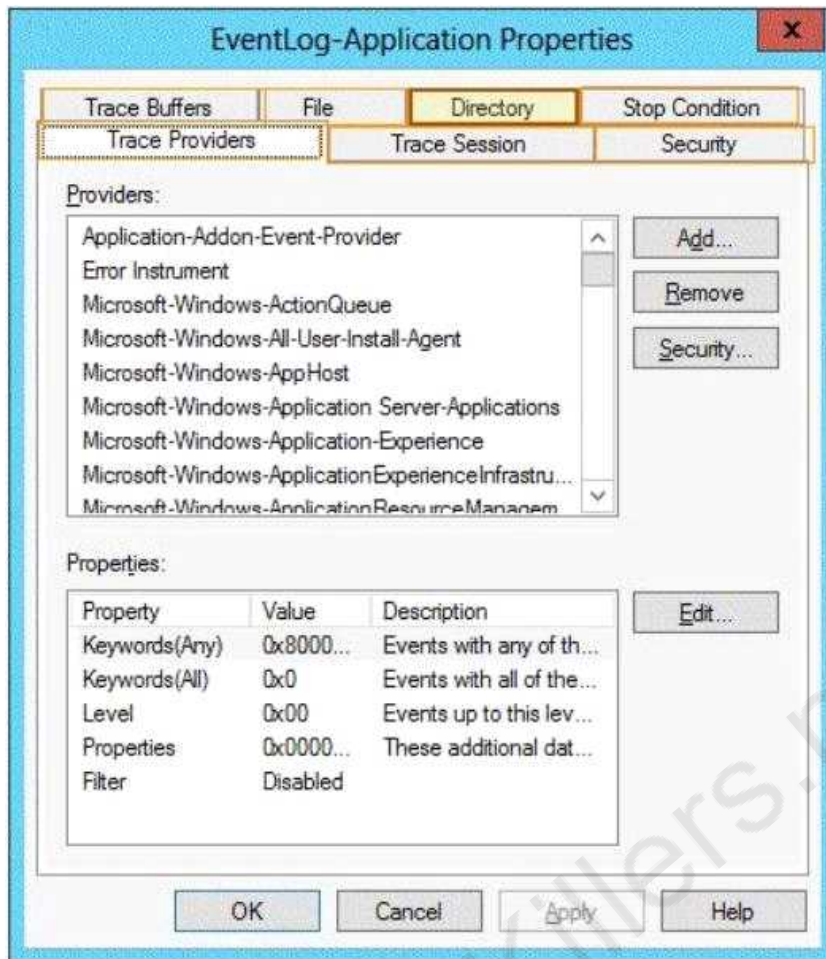 EventLog-Application Properties
x
Trace Buffers File Directory Stop Condition
Trace Providers Trace Session Security
Providers:
Application-Addon-Event-Provider
Error Instrument
Microsoft-Windows-ActionQueue
Microsoft-Windows-All-User-Install-Agent
Microsoft-Windows-AppHost
Microsoft-Windows-Application Server-Applications
Microsoft-Windows-Application-Experience
Microsoft-Windows-ApplicationExperienceInfrastru...
Microsoft-Windows-ApplicationResourceManagem
Add...
Remove
Security...
Properties:
Property Value Description
Keywords(Any) 0x8000... Events with any of th...
Keywords(All) 0x0 Events with all of the...
Level 0x00 Events up to this lev...
Properties 0x0000... These additional dat...
Filter Disabled
Edit...
OK Cancel Apply Help